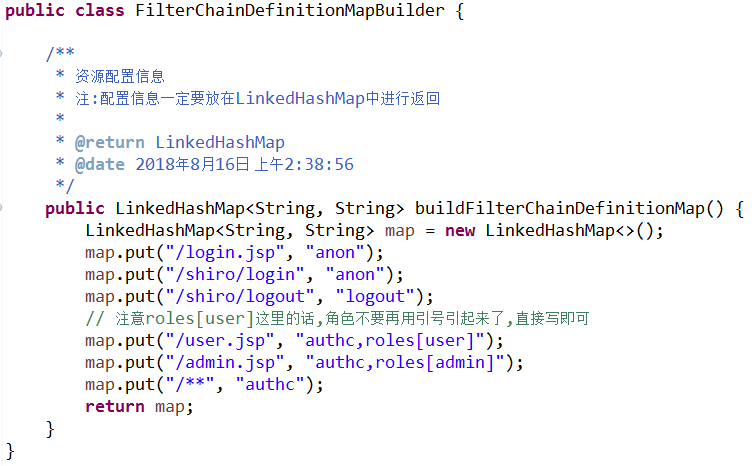 public class FilterChainDefinitionMapBuilder {
/**
* 资源配置信息
* 注:配置信息一定要放在LinkedHashMap中进行返回
*
* @return LinkedHashMap
* @date 2018年8月16日 上午2:38:56
*/
public LinkedHashMap<String, String> buildFilterChainDefinitionMap() {
LinkedHashMap<String, String> map = new LinkedHashMap<>();
map.put("/login.jsp", "anon");
map.put("/shiro/login", "anon");
map.put("/shiro/logout", "logout");
// 注意roles[user]这里的话,角色不要再用引号引起来了,直接写即可
map.put("/user.jsp", "authc,roles[user]");
map.put("/admin.jsp", "authc,roles[admin]");
map.put("/**", "authc");
return map;
}
}